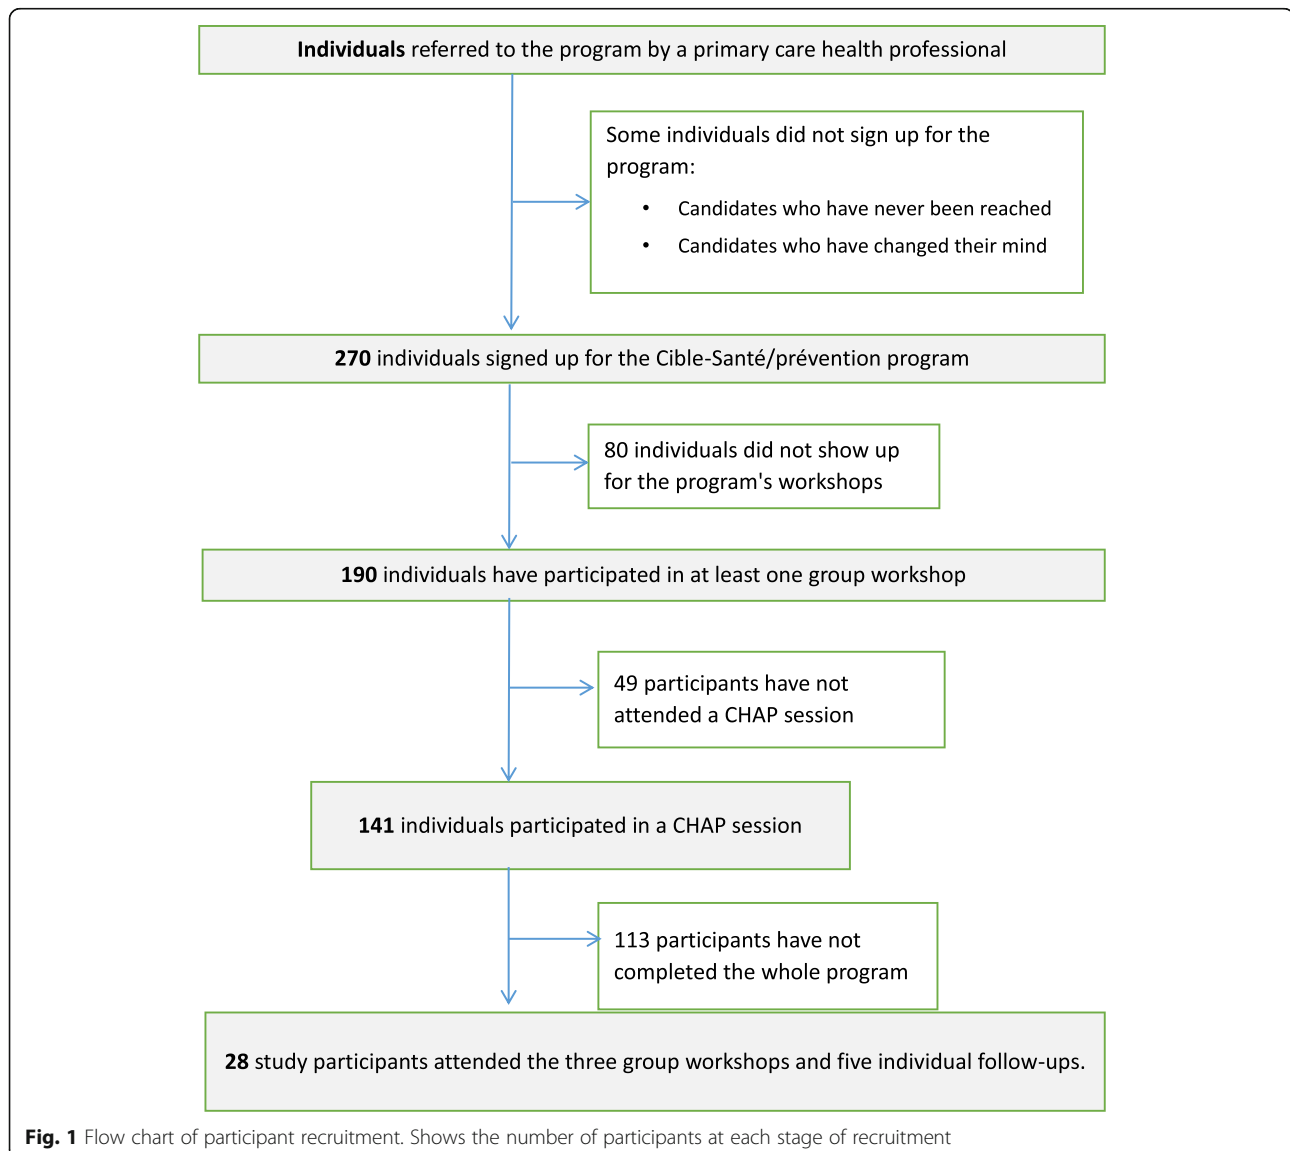 Individuals referred to the program by a primary care health professional
Some individuals did not sign up for the
program:
• Candidates who have never been reached
• Candidates who have changed their mind
270 individuals signed up for the Cible-Santé/prévention program
80 individuals did not show up
for the program's workshops
190 individuals have participated in at least one group workshop
49 participants have not
attended a CHAP session
141 individuals participated in a CHAP session
113 participants have not
completed the whole program
28 study participants attended the three group workshops and five individual follow-ups.
Fig. 1 Flow chart of participant recruitment. Shows the number of participants at each stage of recruitment